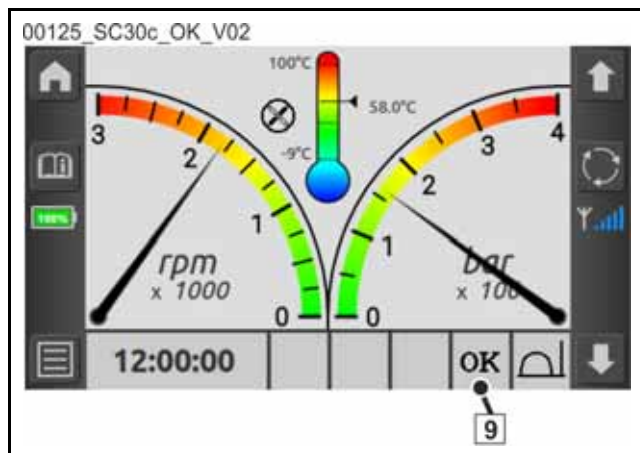 00125_SC30c_OK_V02
100°C
58.0°C
-9°C
3
2
1
0
rpm
x 1000
4
3
2
1
0
bar
x 100
100%
12:00:00
OK
9